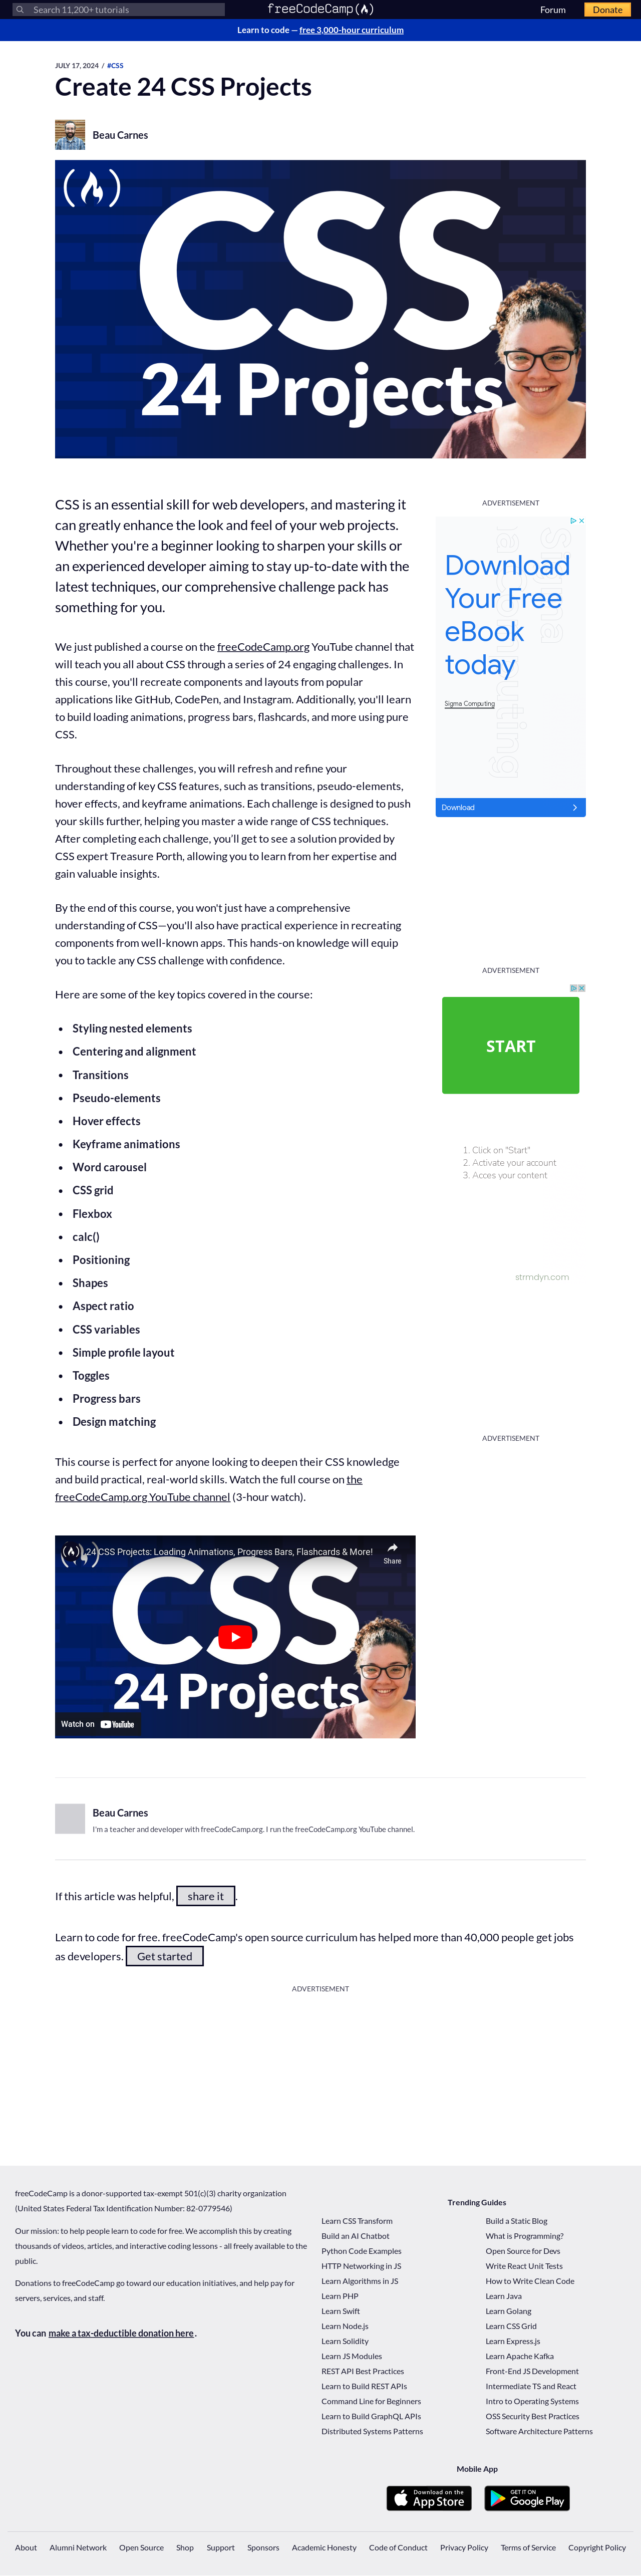 Search 11,200+ tutorials
freeCodeCamp(🔥)
Forum
Donate
Learn to code — free 3,000-hour curriculum
JULY 17, 2024 / #CSS
Create 24 CSS Projects
Beau Carnes
CSS
24 Projects
CSS is an essential skill for web developers, and mastering it
can greatly enhance the look and feel of your web projects.
Whether you're a beginner looking to sharpen your skills or
an experienced developer aiming to stay up-to-date with the
latest techniques, our comprehensive challenge pack has
something for you.
We just published a course on the freeCodeCamp.org YouTube channel that
will teach you all about CSS through a series of 24 engaging challenges. In
this course, you'll recreate components and layouts from popular
applications like GitHub, CodePen, and Instagram. Additionally, you'll learn
to build loading animations, progress bars, flashcards, and more using pure
CSS.
Throughout these challenges, you will refresh and refine your
understanding of key CSS features, such as transitions, pseudo-elements,
hover effects, and keyframe animations. Each challenge is designed to push
your skills further, helping you master a wide range of CSS techniques.
After completing each challenge, you'll get to see a solution provided by
CSS expert Treasure Porth, allowing you to learn from her expertise and
gain valuable insights.
By the end of this course, you won't just have a comprehensive
understanding of CSS—you'll also have practical experience in recreating
components from well-known apps. This hands-on knowledge will equip
you to tackle any CSS challenge with confidence.
Here are some of the key topics covered in the course:
• Styling nested elements
• Centering and alignment
• Transitions
• Pseudo-elements
• Hover effects
• Keyframe animations
• Word carousel
• CSS grid
• Flexbox
• calc()
• Positioning
• Shapes
• Aspect ratio
• CSS variables
• Simple profile layout
• Toggles
• Progress bars
• Design matching
This course is perfect for anyone looking to deepen their CSS knowledge
and build practical, real-world skills. Watch the full course on the
freeCodeCamp.org YouTube channel (3-hour watch).
24 CSS Projects: Loading Animations, Progress Bars, Flashcards & More!
Share
CSS
24 Projects
Watch on YouTube
ADVERTISEMENT
Sigma
Computing
Download
Your Free
eBook
today
Sigma Computing
Download
ADVERTISEMENT
START
1. Click on "Start"
2. Activate your account
3. Acces your content
strmdyn.com
ADVERTISEMENT
Beau Carnes
I'm a teacher and developer with freeCodeCamp.org. I run the freeCodeCamp.org YouTube channel.
If this article was helpful, share it .
Learn to code for free. freeCodeCamp's open source curriculum has helped more than 40,000 people get jobs
as developers. Get started
ADVERTISEMENT
freeCodeCamp is a donor-supported tax-exempt 501(c)(3) charity organization
(United States Federal Tax Identification Number: 82-0779546)
Our mission: to help people learn to code for free. We accomplish this by creating
thousands of videos, articles, and interactive coding lessons - all freely available to the
public.
Donations to freeCodeCamp go toward our education initiatives, and help pay for
servers, services, and staff.
You can make a tax-deductible donation here .
Trending Guides
Learn CSS Transform
Build an AI Chatbot
Python Code Examples
HTTP Networking in JS
Learn Algorithms in JS
Learn PHP
Learn Swift
Learn Node.js
Learn Solidity
Learn JS Modules
REST API Best Practices
Learn to Build REST APIs
Command Line for Beginners
Learn to Build GraphQL APIs
Distributed Systems Patterns
Build a Static Blog
What is Programming?
Open Source for Devs
Write React Unit Tests
How to Write Clean Code
Learn Java
Learn Golang
Learn CSS Grid
Learn Express.js
Learn Apache Kafka
Front-End JS Development
Intermediate TS and React
Intro to Operating Systems
OSS Security Best Practices
Software Architecture Patterns
Mobile App
Download on the
App Store
GET IT ON
Google Play
About Alumni Network Open Source Shop Support Sponsors Academic Honesty Code of Conduct Privacy Policy Terms of Service Copyright Policy